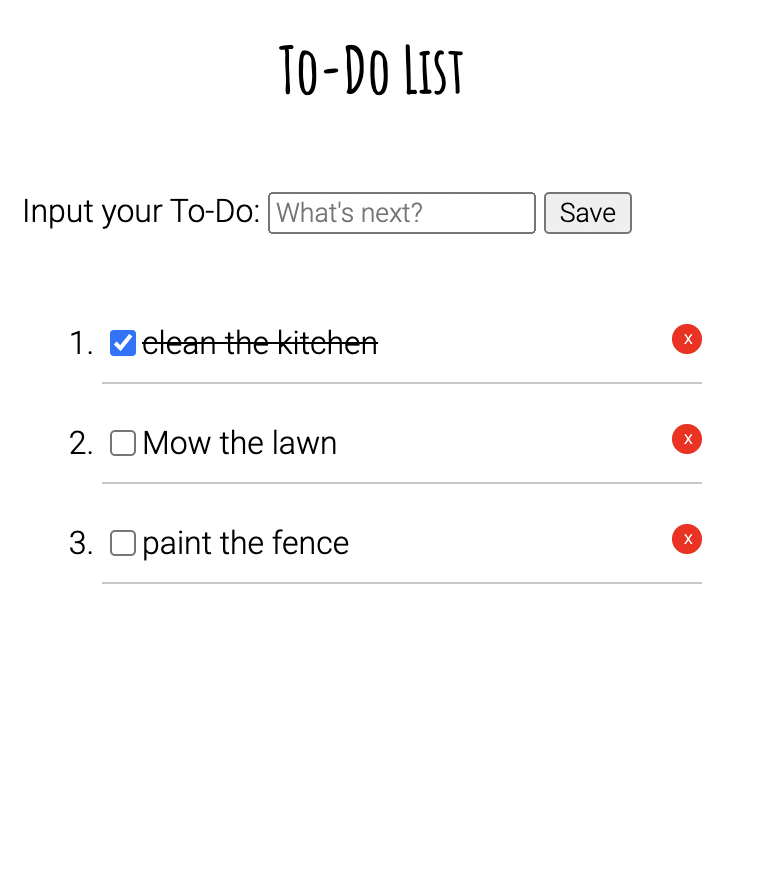 To-Do List
Input your To-Do: What's next? Save
1. clean the kitchen x
2. Mow the lawn x
3. paint the fence x